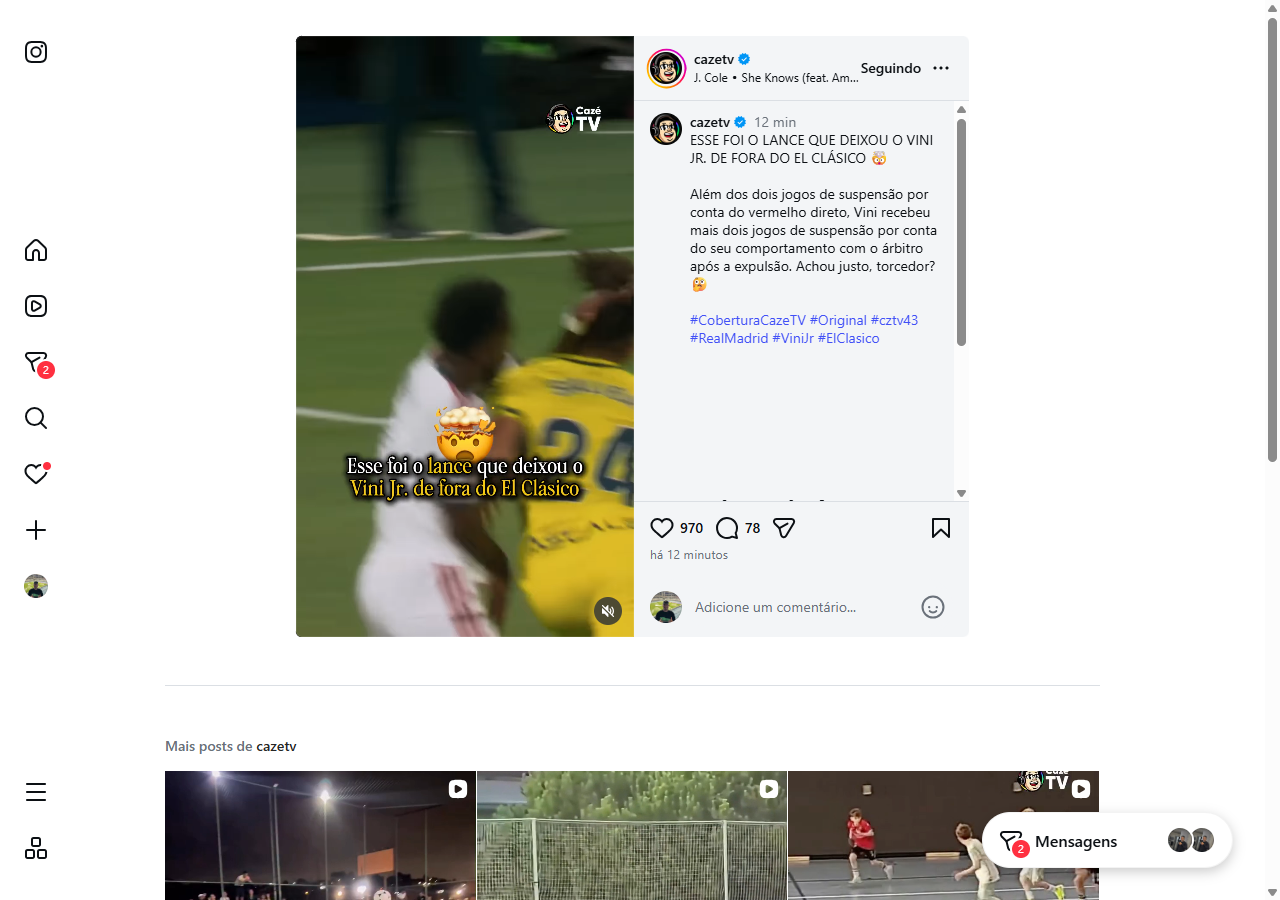 Cazé
TV
Esse foi o lance que deixou o
Vini Jr. de fora do El Clásico
cazetv
J. Cole • She Knows (feat. Am...
Seguindo
cazetv 12 min
ESSE FOI O LANCE QUE DEIXOU O VINI
JR. DE FORA DO EL CLÁSICO 🤯
Além dos dois jogos de suspensão por
conta do vermelho direto, Vini recebeu
mais dois jogos de suspensão por conta
do seu comportamento com o árbitro
após a expulsão. Achou justo, torcedor?
🤔
#CoberturaCazeTV #Original #cztv43
#RealMadrid #ViniJr #ElClasico
970 78
há 12 minutos
Adicione um comentário...
2
Mais posts de cazetv
TV
2
Mensagens